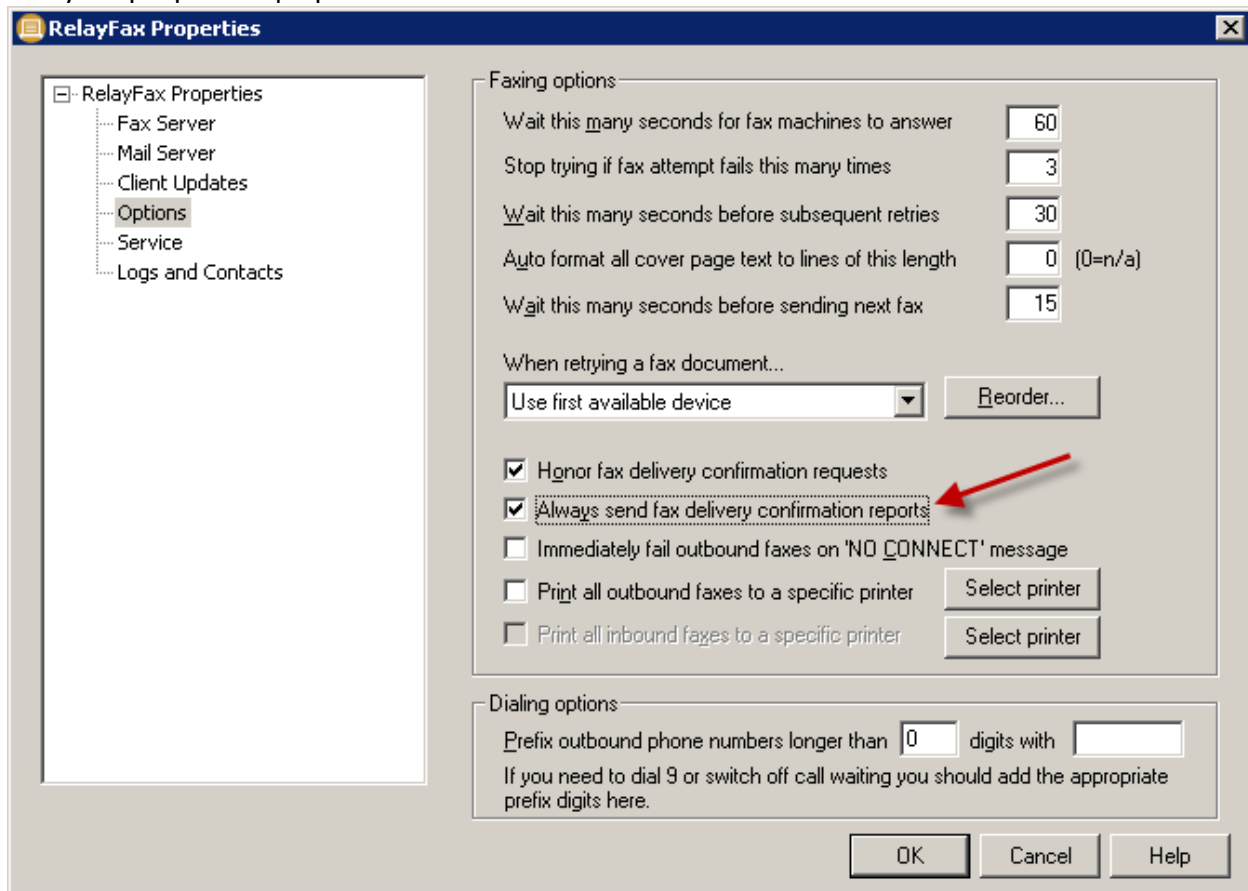 RelayFax Properties
RelayFax Properties
Fax Server
Mail Server
Client Updates
Options
Service
Logs and Contacts
Faxing options
Wait this many seconds for fax machines to answer 60
Stop trying if fax attempt fails this many times 3
Wait this many seconds before subsequent retries 30
Auto format all cover page text to lines of this length 0 (0=n/a)
Wait this many seconds before sending next fax 15
When retrying a fax document...
Use first available device Reorder...
Honor fax delivery confirmation requests
Always send fax delivery confirmation reports
Immediately fail outbound faxes on 'NO CONNECT' message
Print all outbound faxes to a specific printer Select printer
Print all inbound faxes to a specific printer Select printer
Dialing options
Prefix outbound phone numbers longer than 0 digits with
If you need to dial 9 or switch off call waiting you should add the appropriate
prefix digits here.
OK Cancel Help